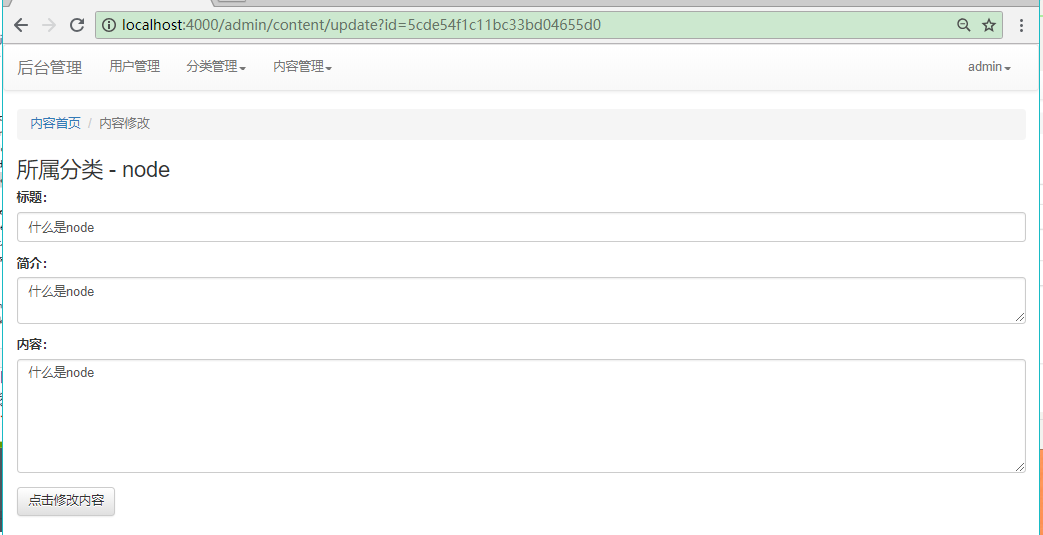 localhost:4000/admin/content/update?id=5cde54f1c11bc33bd04655d0
后台管理 用户管理 分类管理 内容管理 admin
内容首页 / 内容修改
所属分类 - node
标题:
什么是node
简介:
什么是node
内容:
什么是node
点击修改内容